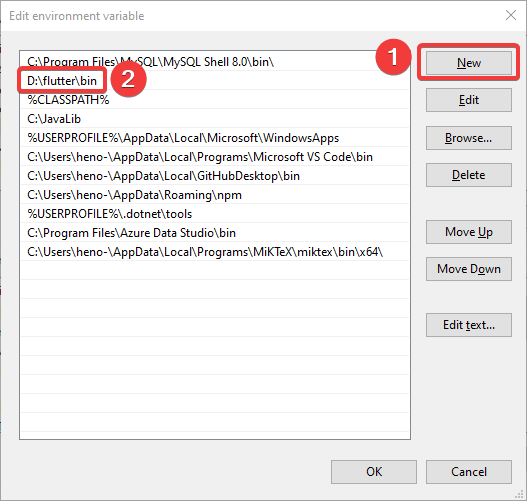 Edit environment variable
C:\Program Files\MySQL\MySQL Shell 8.0\bin\
D:\flutter\bin
%CLASSPATH%
C:\JavaLib
%USERPROFILE%\AppData\Local\Microsoft\WindowsApps
C:\Users\heno-\AppData\Local\Programs\Microsoft VS Code\bin
C:\Users\heno-\AppData\Local\GitHubDesktop\bin
C:\Users\heno-\AppData\Roaming\npm
%USERPROFILE%\.dotnet\tools
C:\Program Files\Azure Data Studio\bin
C:\Users\heno-\AppData\Local\Programs\MiKTeX\miktex\bin\x64\
2
1
New
Edit
Browse...
Delete
Move Up
Move Down
Edit text...
OK
Cancel